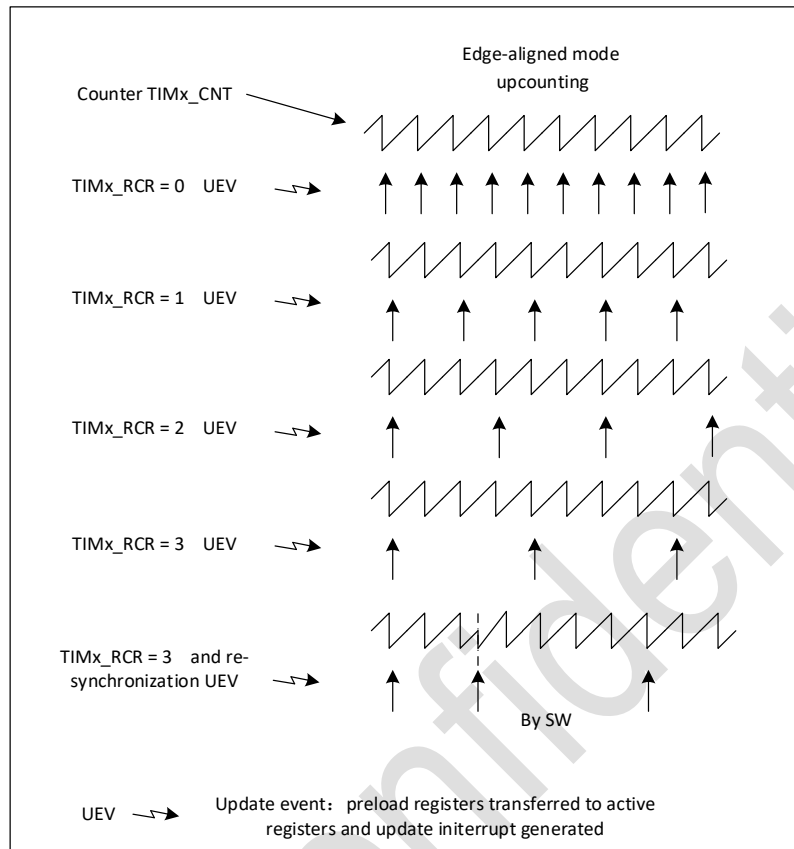 Edge-aligned mode
upcounting
Counter TIMx_CNT
TIMx_RCR = 0 UEV
TIMx_RCR = 1 UEV
TIMx_RCR = 2 UEV
TIMx_RCR = 3 UEV
TIMx_RCR = 3 and re-
synchronization UEV
By SW
UEV
Update event：preload registers transferred to active
registers and update initerrupt generated
onfidenti